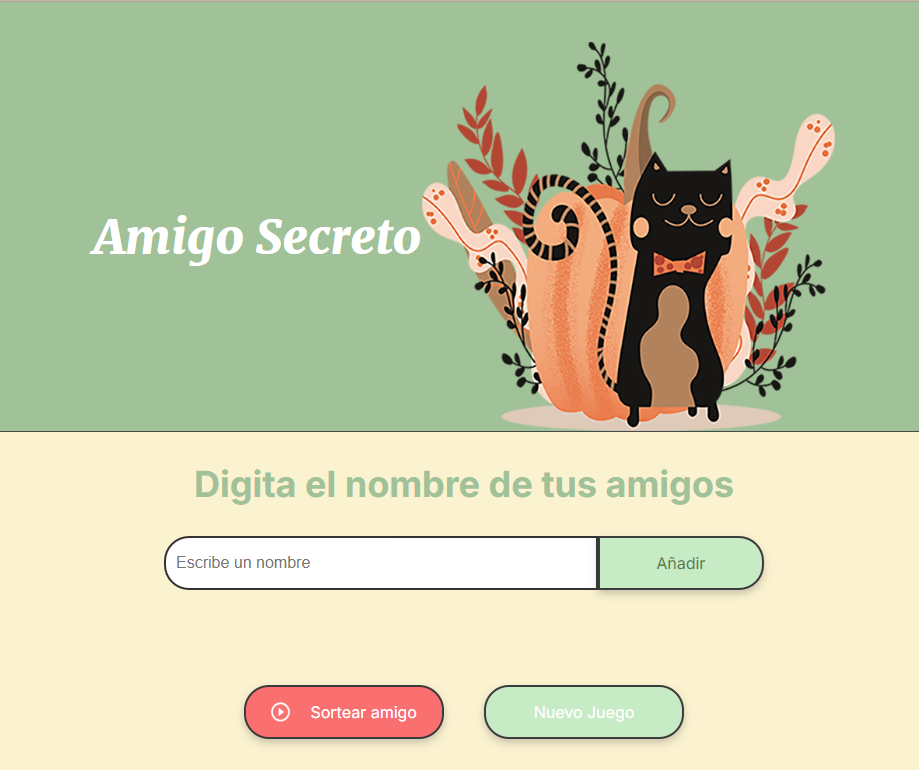 Amigo Secreto
Digita el nombre de tus amigos
Escribe un nombre
Añadir
Sortear amigo
Nuevo Juego